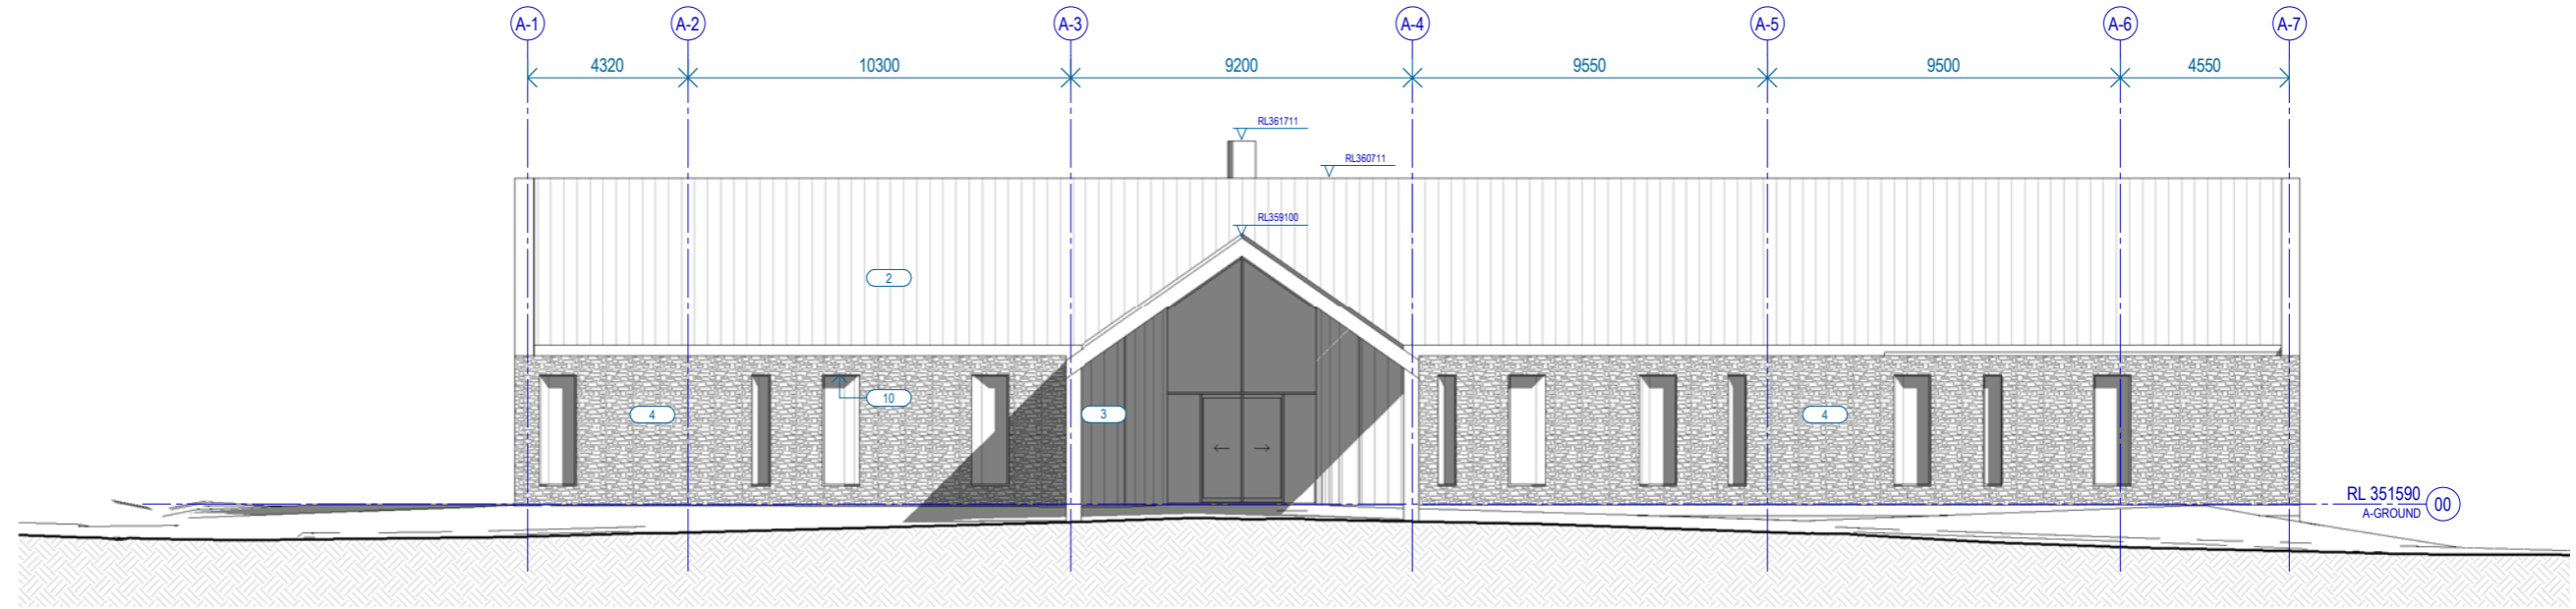 A-1 A-2 A-3 A-4 A-5 A-6 A-7
4320 10300 9200 9550 9500 4550
RL361711
RL360711
RL359100
2
10
4 3 4
RL 351590
A-GROUND 00